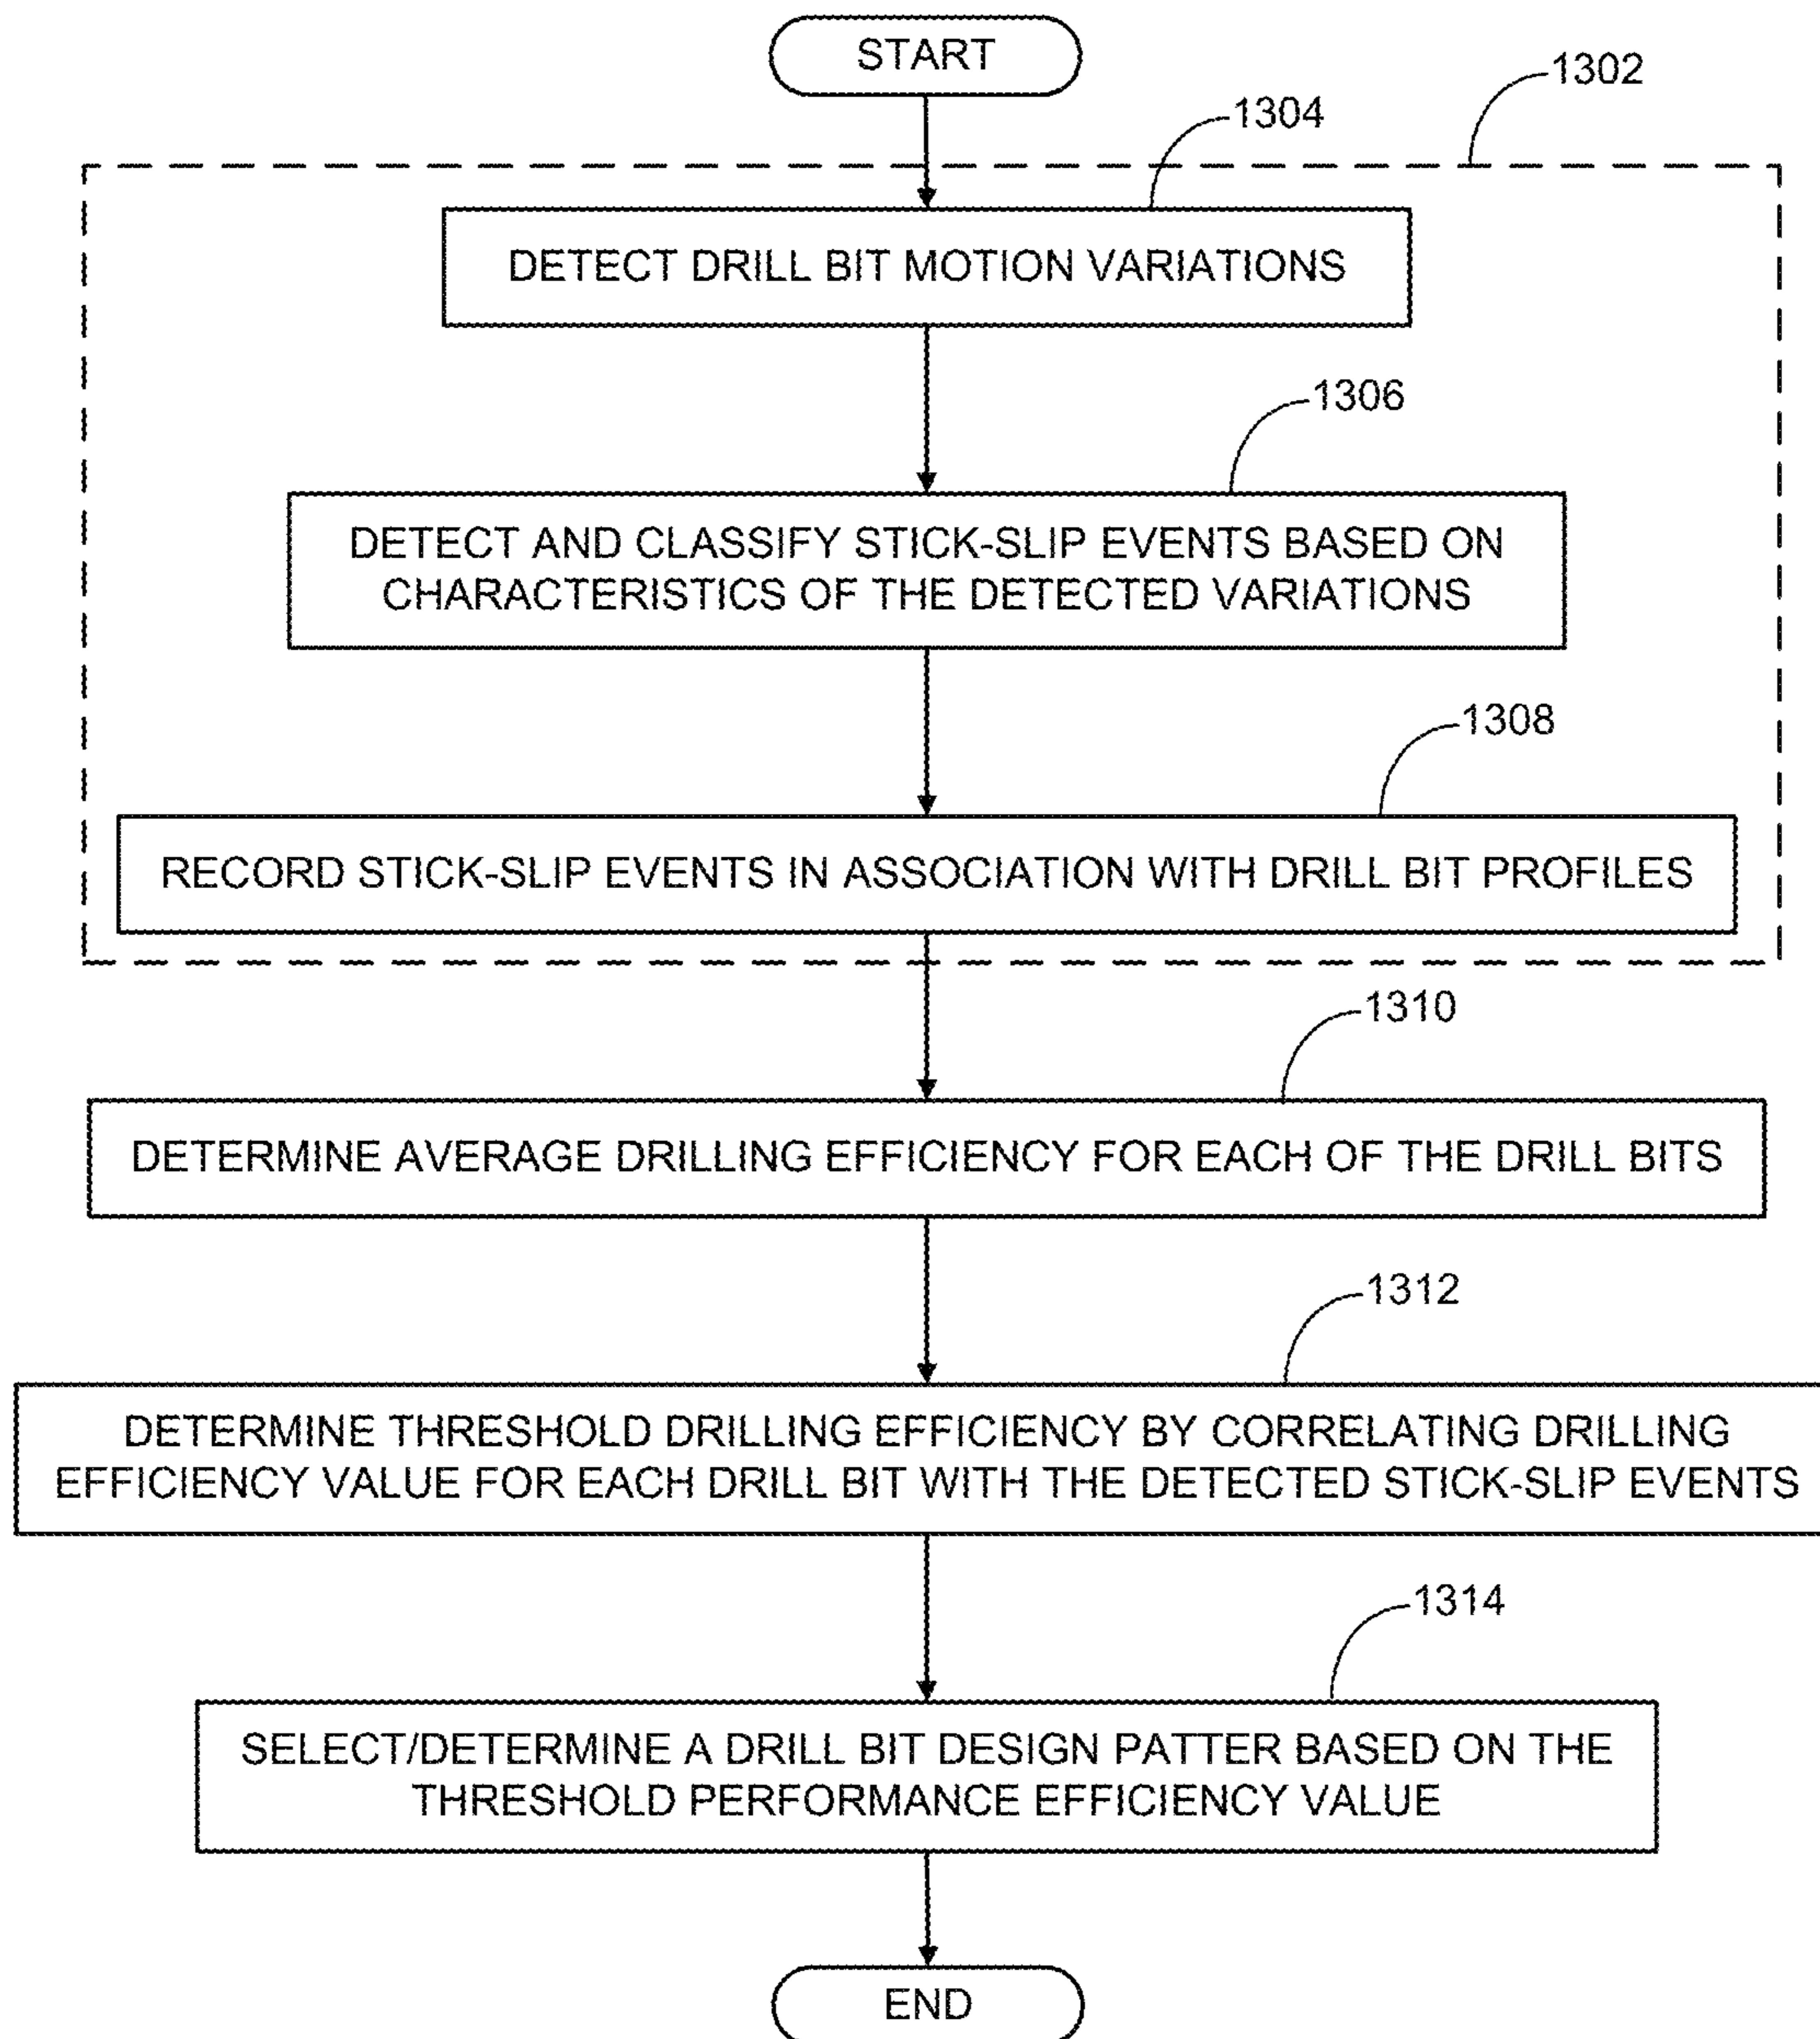 START
1302
1304
DETECT DRILL BIT MOTION VARIATIONS
1306
DETECT AND CLASSIFY STICK-SLIP EVENTS BASED ON
CHARACTERISTICS OF THE DETECTED VARIATIONS
1308
RECORD STICK-SLIP EVENTS IN ASSOCIATION WITH DRILL BIT PROFILES
1310
DETERMINE AVERAGE DRILLING EFFICIENCY FOR EACH OF THE DRILL BITS
1312
DETERMINE THRESHOLD DRILLING EFFICIENCY BY CORRELATING DRILLING
EFFICIENCY VALUE FOR EACH DRILL BIT WITH THE DETECTED STICK-SLIP EVENTS
1314
SELECT/DETERMINE A DRILL BIT DESIGN PATTER BASED ON THE
THRESHOLD PERFORMANCE EFFICIENCY VALUE
END